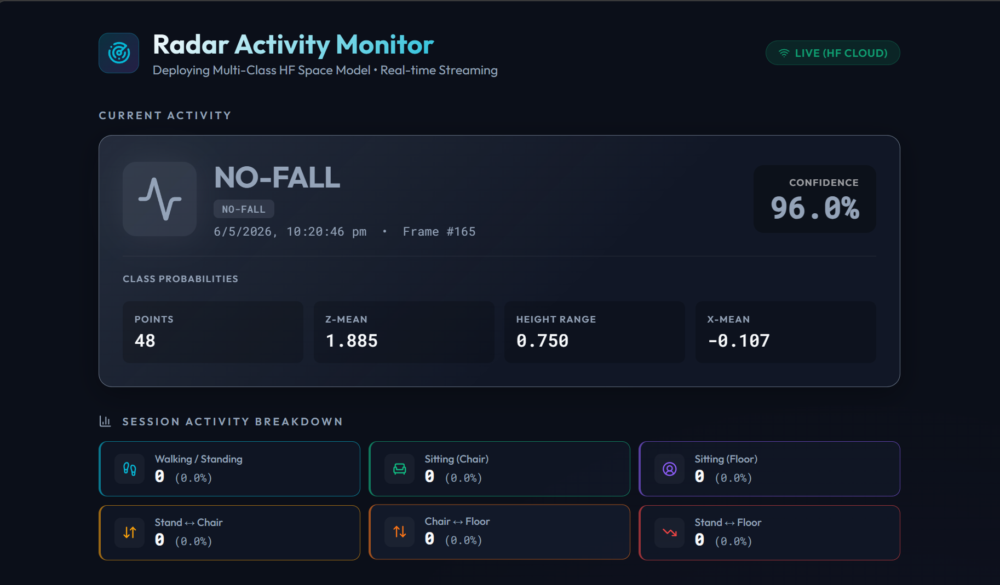 Radar Activity Monitor
Deploying Multi-Class HF Space Model • Real-time Streaming
LIVE (HF CLOUD)
CURRENT ACTIVITY
NO-FALL
NO-FALL
6/5/2026, 10:20:46 pm • Frame #165
CONFIDENCE
96.0%
CLASS PROBABILITIES
POINTS
48
Z-MEAN
1.885
HEIGHT RANGE
0.750
X-MEAN
-0.107
SESSION ACTIVITY BREAKDOWN
Walking / Standing
0 (0.0%)
Sitting (Chair)
0 (0.0%)
Sitting (Floor)
0 (0.0%)
Stand ↔ Chair
0 (0.0%)
Chair ↔ Floor
0 (0.0%)
Stand ↔ Floor
0 (0.0%)